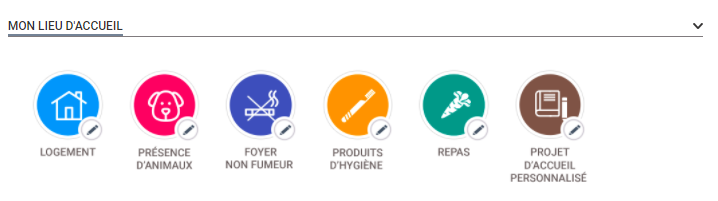 MON LIEU D'ACCUEIL
LOGEMENT
PRÉSENCE
D'ANIMAUX
FOYER
NON FUMEUR
PRODUITS
D'HYGIÈNE
REPAS
PROJET
D'ACCUEIL
PERSONNALISÉ